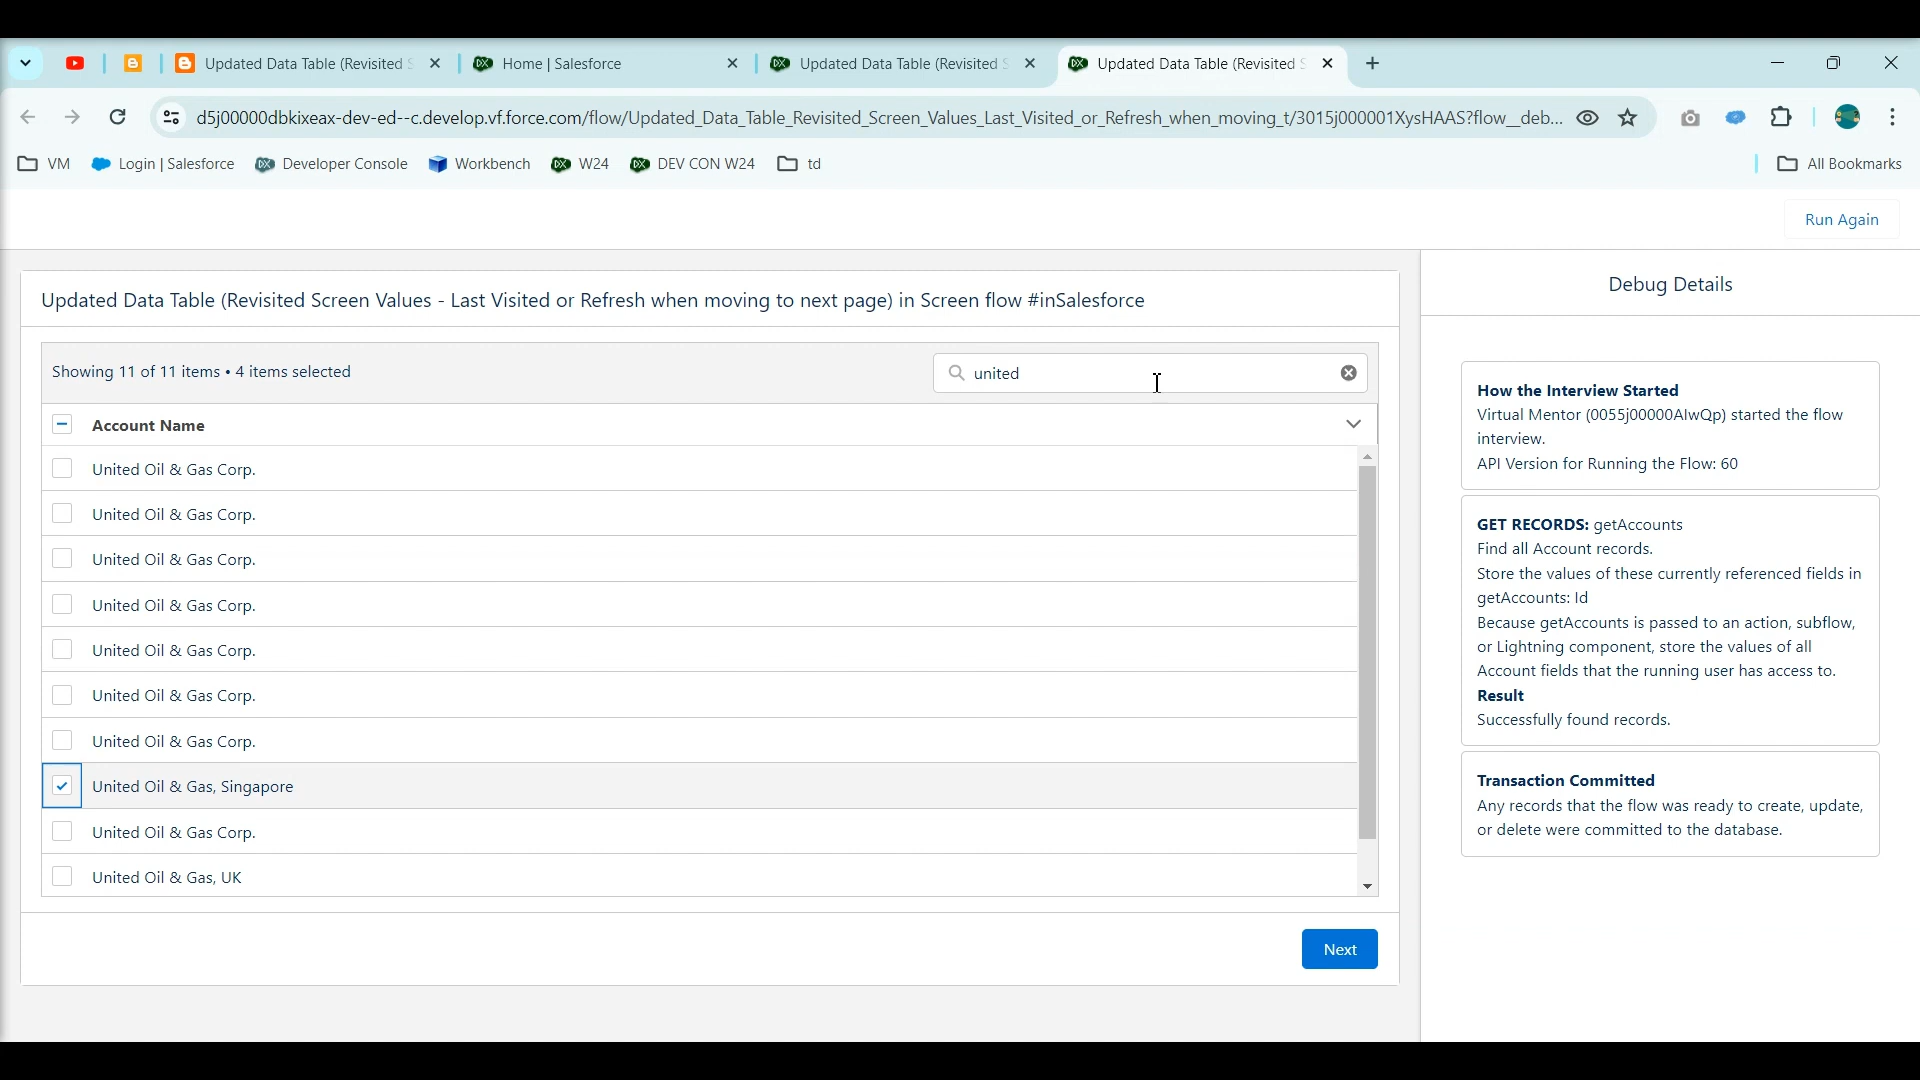 Updated Data Table (Revisited S
Home | Salesforce
Updated Data Table (Revisited S
Updated Data Table (Revisited S
d5j00000dbkixeax-dev-ed--c.develop.vf.force.com/flow/Updated_Data_Table_Revisited_Screen_Values_Last_Visited_or_Refresh_when_moving_t/3015j000001XysHAAS?flow__deb...
VM
Login | Salesforce
Developer Console
Workbench
W24
DEV CON W24
td
All Bookmarks
Run Again
Updated Data Table (Revisited Screen Values - Last Visited or Refresh when moving to next page) in Screen flow #inSalesforce
Showing 11 of 11 items • 4 items selected
united
Account Name
United Oil & Gas Corp.
United Oil & Gas Corp.
United Oil & Gas Corp.
United Oil & Gas Corp.
United Oil & Gas Corp.
United Oil & Gas Corp.
United Oil & Gas Corp.
United Oil & Gas, Singapore
United Oil & Gas Corp.
United Oil & Gas, UK
Next
Debug Details
How the Interview Started
Virtual Mentor (0055j00000AlwQp) started the flow
interview.
API Version for Running the Flow: 60
GET RECORDS: getAccounts
Find all Account records.
Store the values of these currently referenced fields in
getAccounts: Id
Because getAccounts is passed to an action, subflow,
or Lightning component, store the values of all
Account fields that the running user has access to.
Result
Successfully found records.
Transaction Committed
Any records that the flow was ready to create, update,
or delete were committed to the database.